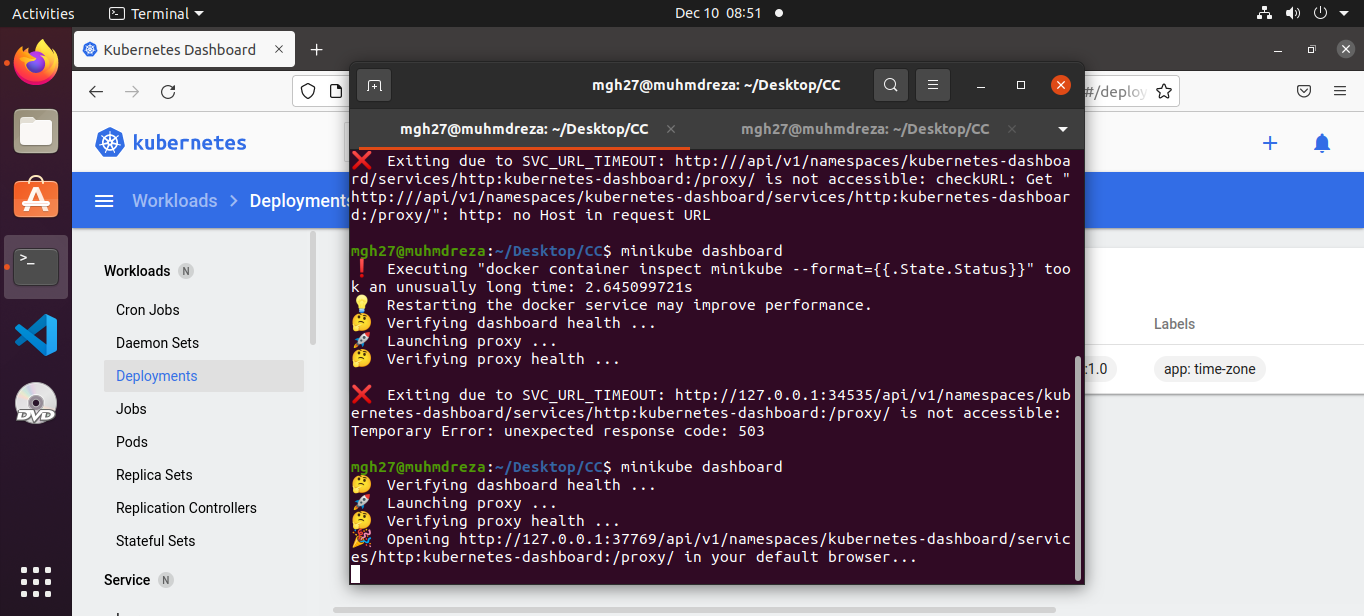 Activities
Terminal
Dec 10 08:51
Kubernetes Dashboard
#/deploy
kubernetes
Workloads
Deployments
Workloads N
Cron Jobs
Daemon Sets
Deployments
Jobs
Pods
Replica Sets
Replication Controllers
Stateful Sets
Service N
mgh27@muhmdreza: ~/Desktop/CC
mgh27@muhmdreza: ~/Desktop/CC
mgh27@muhmdreza: ~/Desktop/CC
Exiting due to SVC_URL_TIMEOUT: http:///api/v1/namespaces/kubernetes-dashboa
rd/services/http:kubernetes-dashboard:/proxy/ is not accessible: checkURL: Get "
http:///api/v1/namespaces/kubernetes-dashboard/services/http:kubernetes-dashboar
d:/proxy/": http: no Host in request URL
mgh27@muhmdreza:~/Desktop/CC$ minikube dashboard
Executing "docker container inspect minikube --format={{.State.Status}}" too
k an unusually long time: 2.645099721s
Restarting the docker service may improve performance.
Verifying dashboard health ...
Launching proxy ...
Verifying proxy health ...
Exiting due to SVC_URL_TIMEOUT: http://127.0.0.1:34535/api/v1/namespaces/kub
ernetes-dashboard/services/http:kubernetes-dashboard:/proxy/ is not accessible:
Temporary Error: unexpected response code: 503
mgh27@muhmdreza:~/Desktop/CC$ minikube dashboard
Verifying dashboard health ...
Launching proxy ...
Verifying proxy health ...
Opening http://127.0.0.1:37769/api/v1/namespaces/kubernetes-dashboard/servic
es/http:kubernetes-dashboard:/proxy/ in your default browser...
Labels
:1.0
app: time-zone
>_
DVD